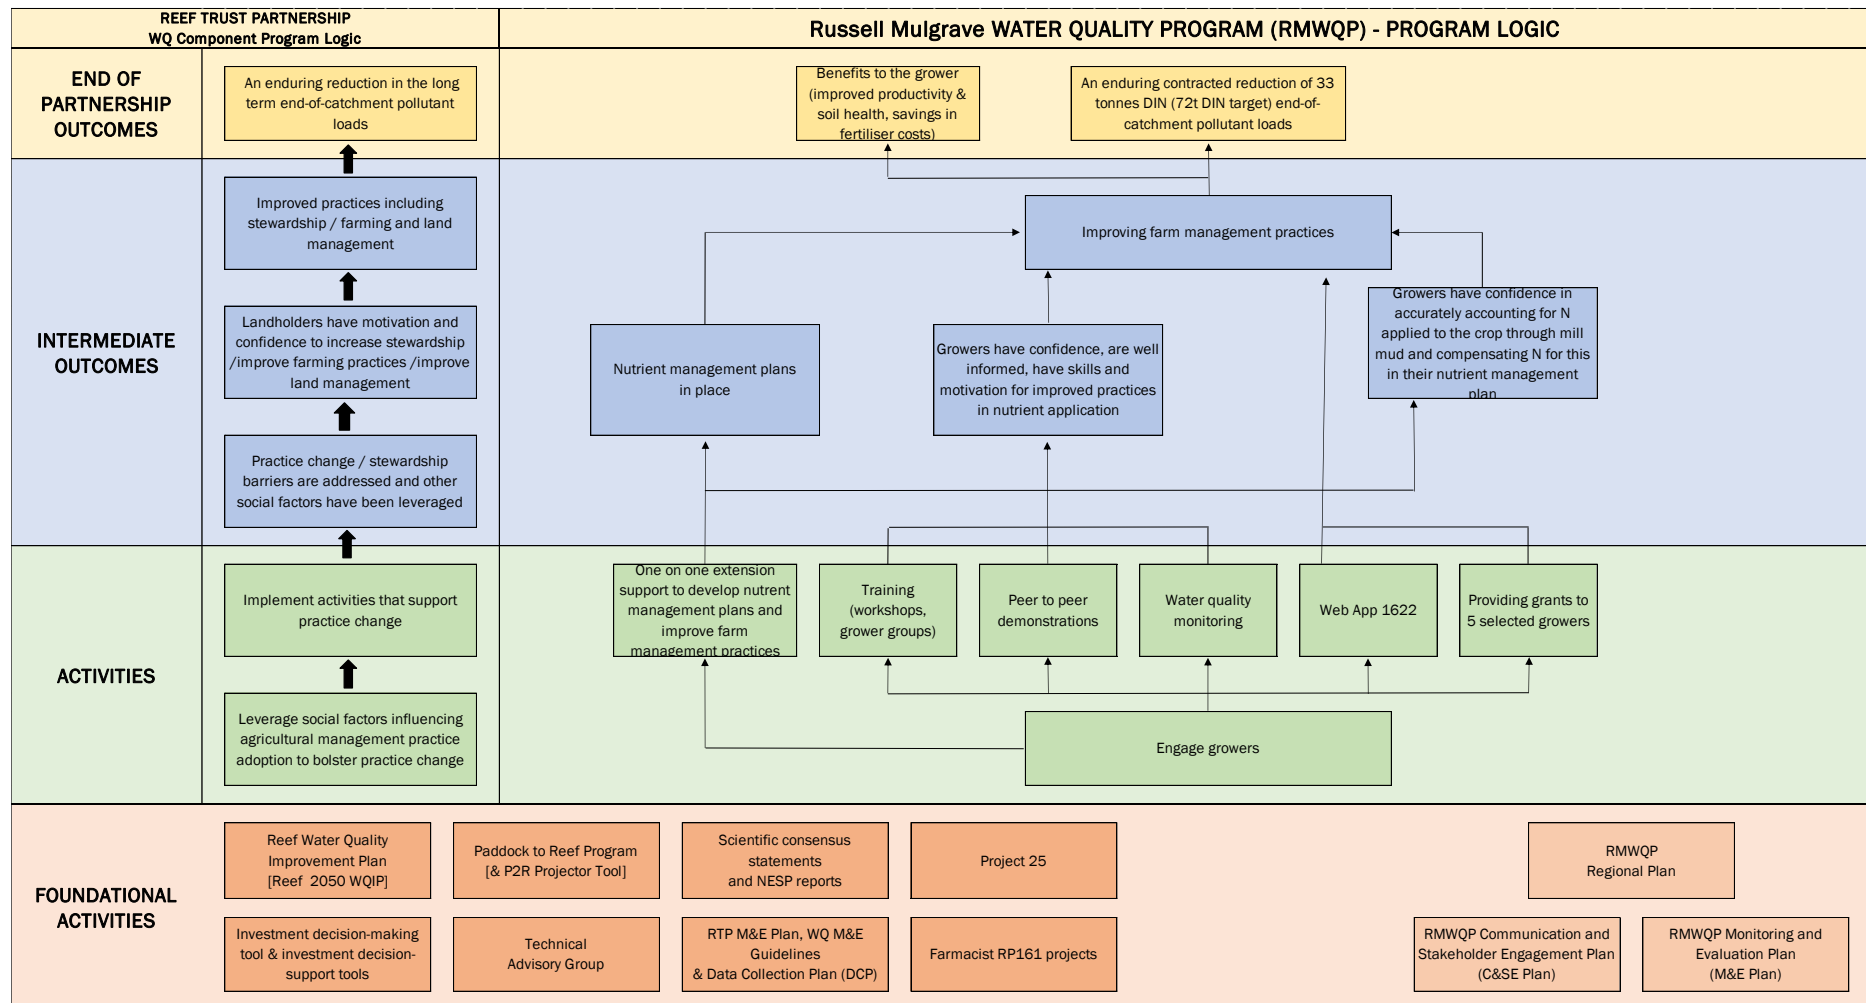 REEF TRUST PARTNERSHIP
WQ Component Program Logic
Russell Mulgrave WATER QUALITY PROGRAM (RMWQP) - PROGRAM LOGIC
END OF
PARTNERSHIP
OUTCOMES
An enduring reduction in the long
term end-of-catchment pollutant
loads
Benefits to the grower
(improved productivity &
soil health, savings in
fertiliser costs)
An enduring contracted reduction of 33
tonnes DIN (72t DIN target) end-of-
catchment pollutant loads
INTERMEDIATE
OUTCOMES
Improved practices including
stewardship / farming and land
management
Landholders have motivation and
confidence to increase stewardship
/improve farming practices /improve
land management
Practice change / stewardship
barriers are addressed and other
social factors have been leveraged
Improving farm management practices
Nutrient management plans
in place
Growers have confidence, are well
informed, have skills and
motivation for improved practices
in nutrient application
Growers have confidence in
accurately accounting for N
applied to the crop through mill
mud and compensating N for this
in their nutrient management
plan
ACTIVITIES
Implement activities that support
practice change
Leverage social factors influencing
agricultural management practice
adoption to bolster practice change
One on one extension
support to develop nutrent
management plans and
improve farm
management practices
Training
(workshops,
grower groups)
Peer to peer
demonstrations
Water quality
monitoring
Web App 1622
Providing grants to
5 selected growers
Engage growers
FOUNDATIONAL
ACTIVITIES
Reef Water Quality
Improvement Plan
[Reef 2050 WQIP]
Paddock to Reef Program
[& P2R Projector Tool]
Scientific consensus
statements
and NESP reports
Project 25
RMWQP
Regional Plan
Investment decision-making
tool & investment decision-
support tools
Technical
Advisory Group
RTP M&E Plan, WQ M&E
Guidelines
& Data Collection Plan (DCP)
Farmacist RP161 projects
RMWQP Communication and
Stakeholder Engagement Plan
(C&SE Plan)
RMWQP Monitoring and
Evaluation Plan
(M&E Plan)